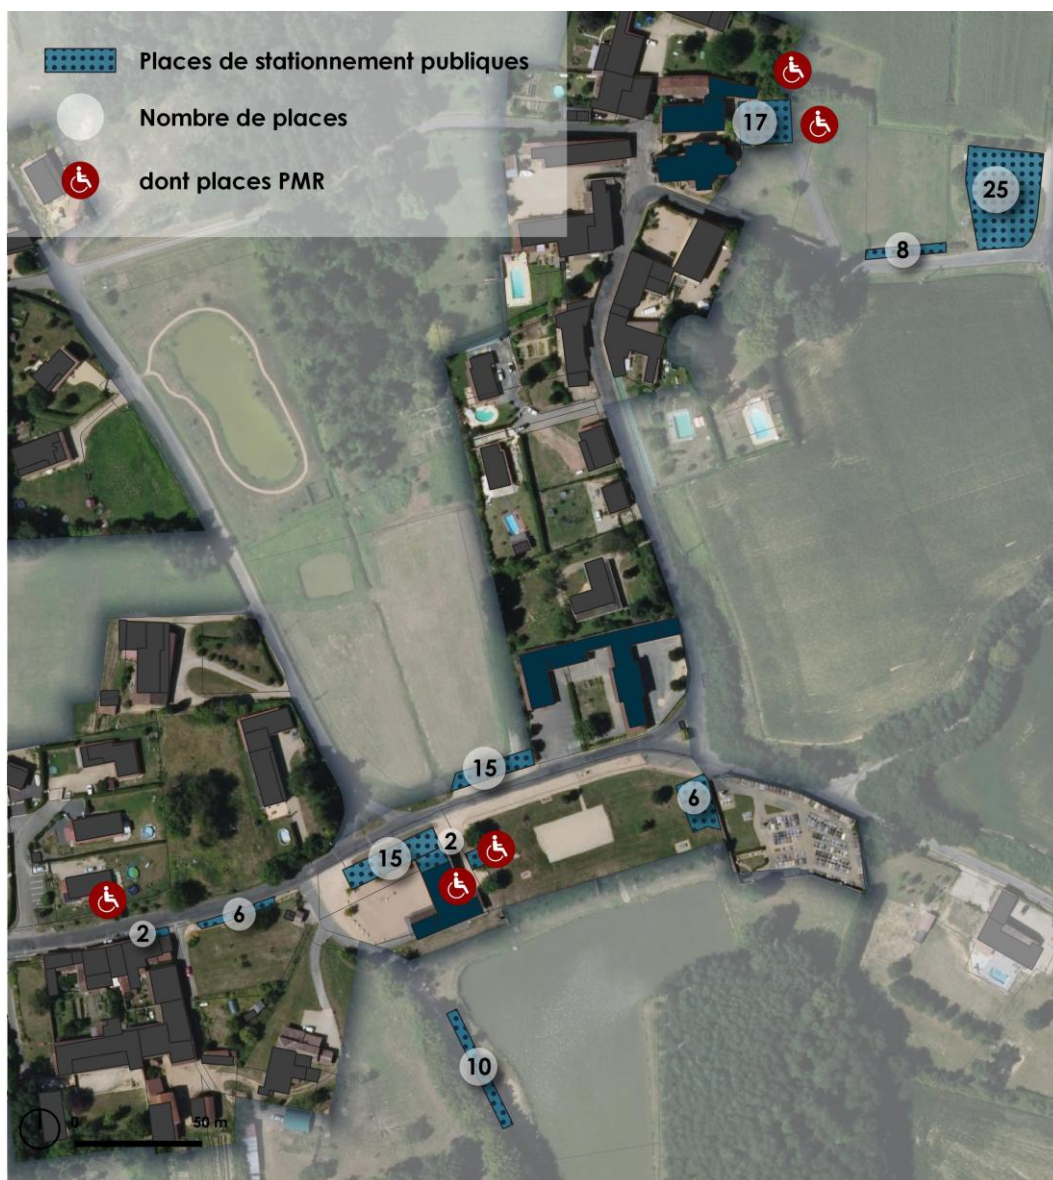 Places de stationnement publiques
Nombre de places
dont places PMR
17
25
8
15
6
2
15
6
2
10
0 50 m